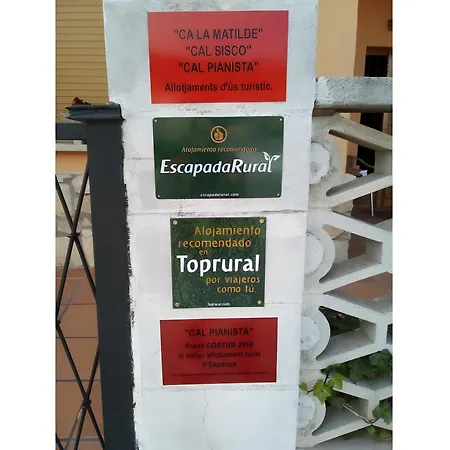 "CA LA MATILDE"
"CAL SISCO"
"CAL PIANISTA"
Allotjaments d'ús turístic.
Alojamiento recomendado
EscapadaRural
escapadarural.com
Alojamiento
recomendado
en
Toprural
por viajeros
como tú.
toprural.com
"CAL PIANISTA"
Premi COETUR 2018
al millor allotjament rural
d'Espanya